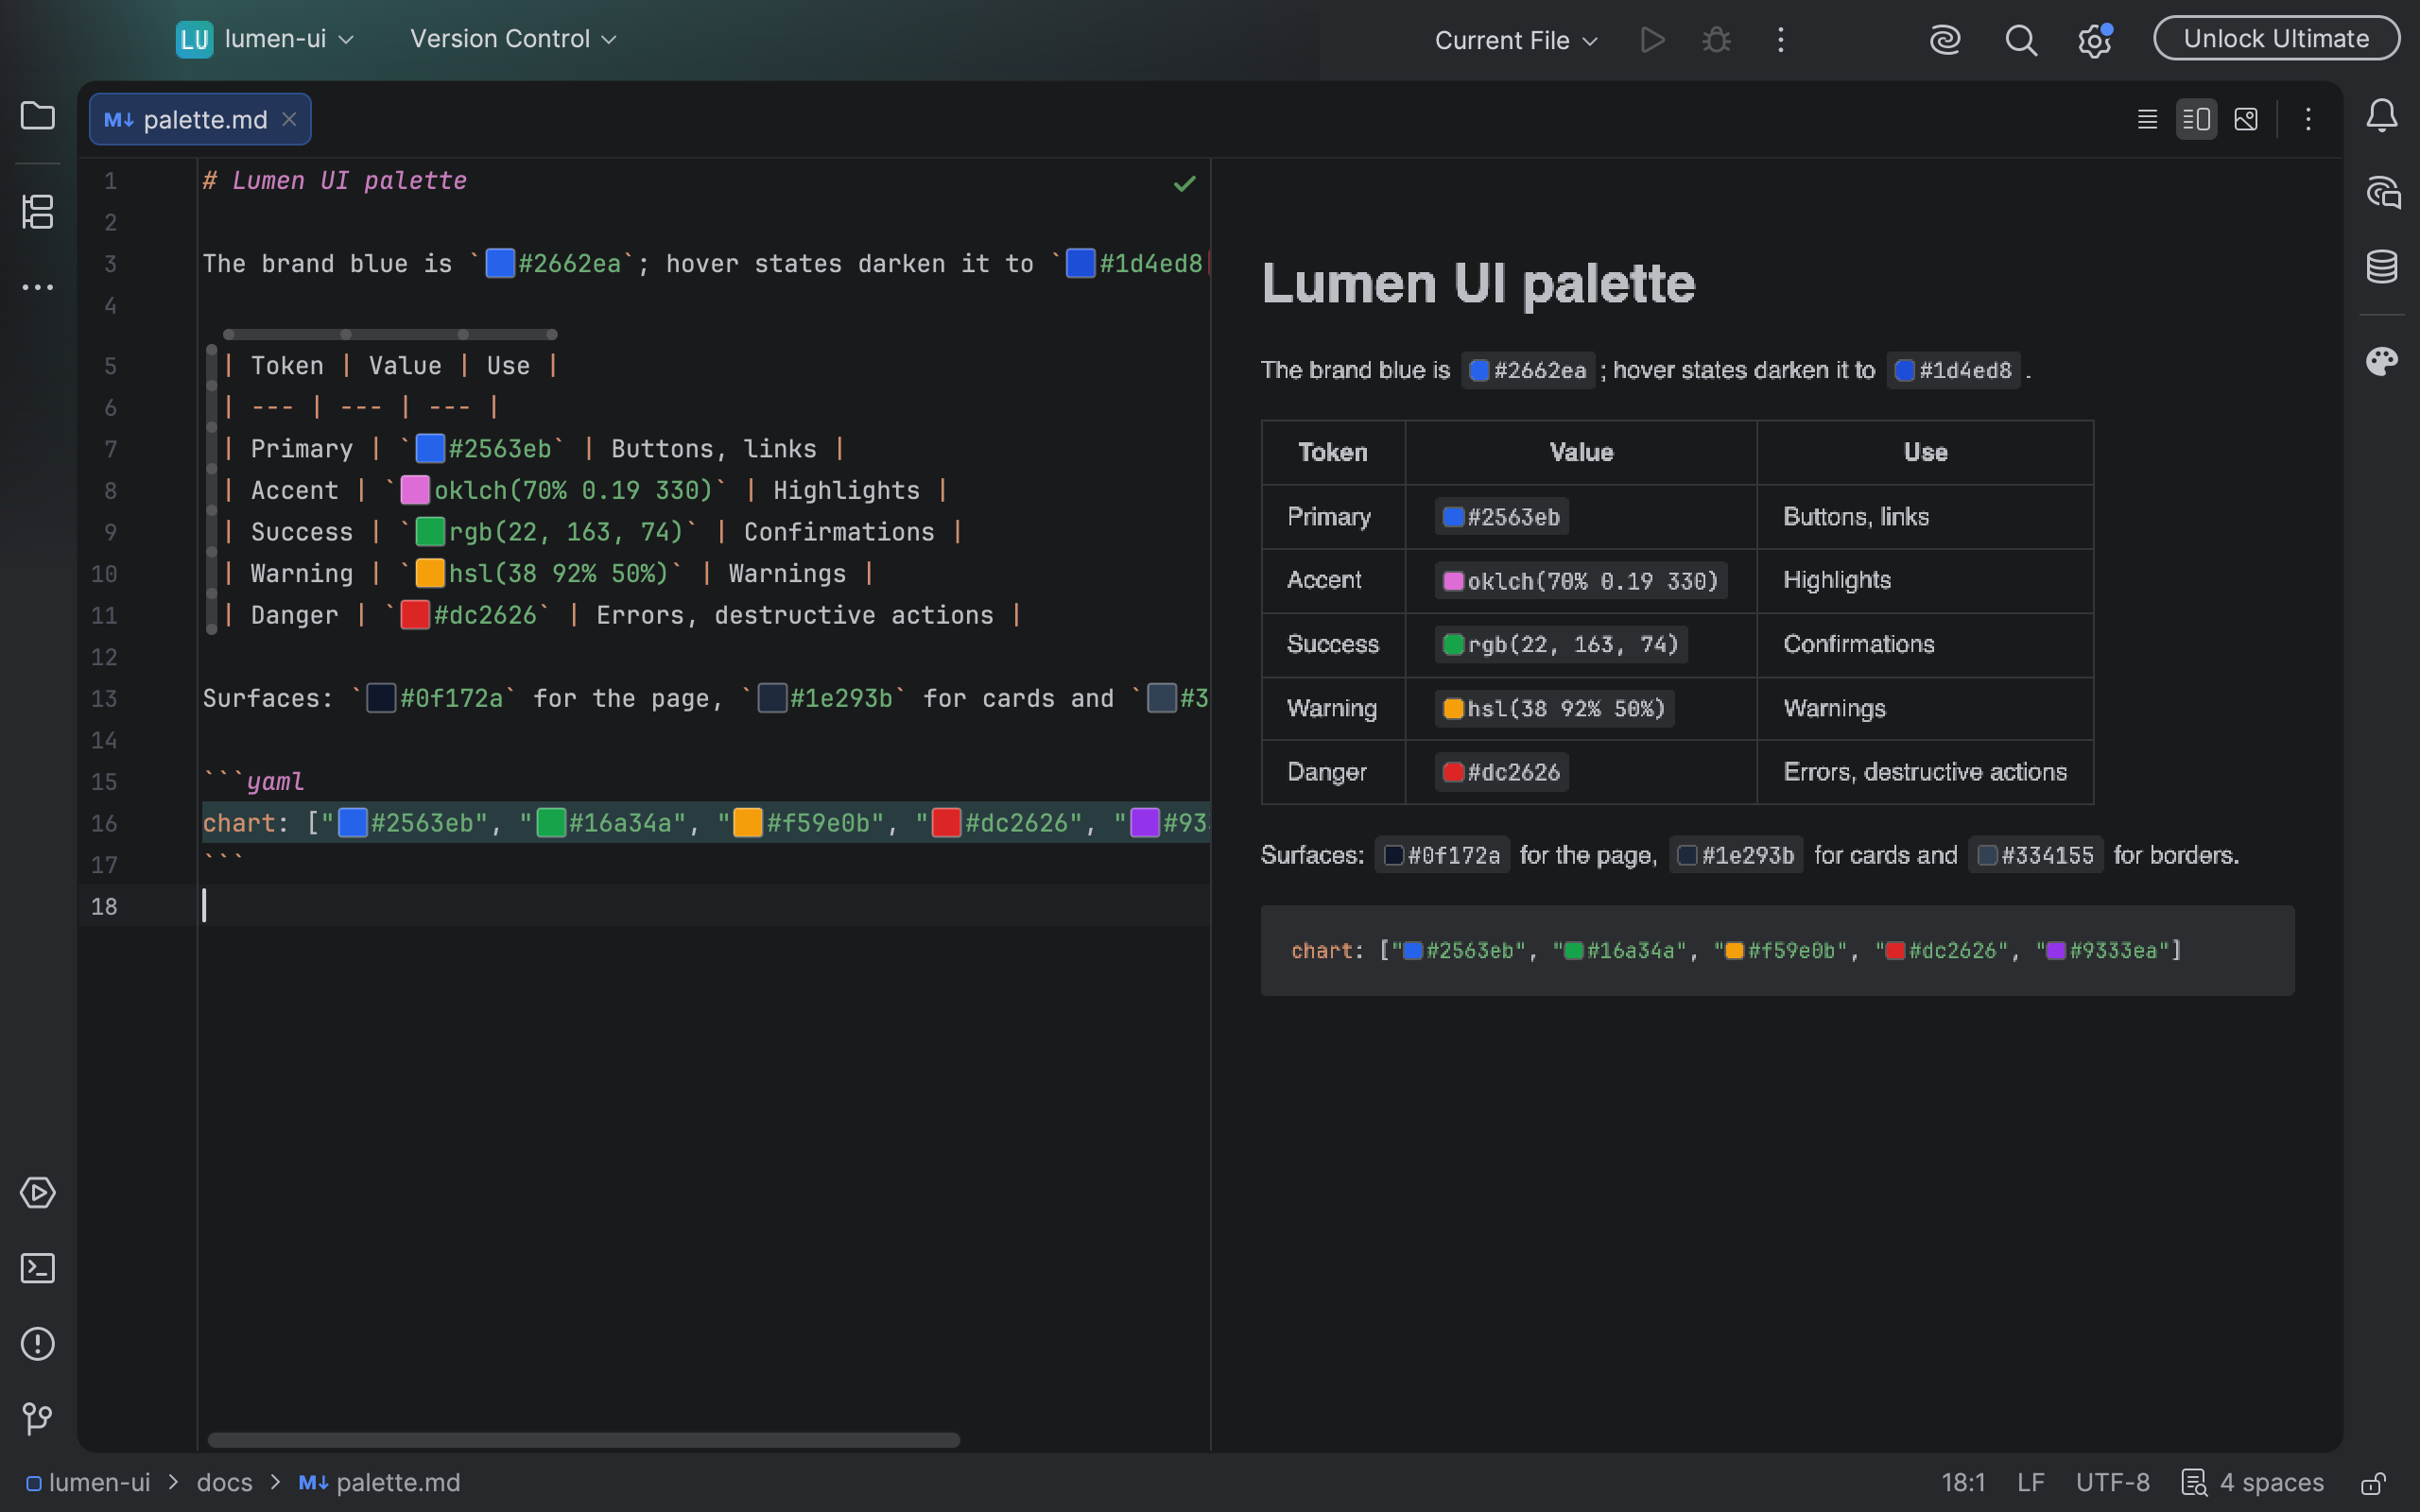 LU lumen-ui Version Control Current File Unlock Ultimate
M↓ palette.md
1 # Lumen UI palette
2
3 The brand blue is `#2662ea`; hover states darken it to `#1d4ed8
4
5 | Token | Value | Use |
6 | --- | --- | --- |
7 | Primary | `#2563eb` | Buttons, links |
8 | Accent | `oklch(70% 0.19 330)` | Highlights |
9 | Success | `rgb(22, 163, 74)` | Confirmations |
10 | Warning | `hsl(38 92% 50%)` | Warnings |
11 | Danger | `#dc2626` | Errors, destructive actions |
12
13 Surfaces: `#0f172a` for the page, `#1e293b` for cards and `#3
14
15 ```yaml
16 chart: ["#2563eb", "#16a34a", "#f59e0b", "#dc2626", "#93
17 ```
18
Lumen UI palette
The brand blue is #2662ea ; hover states darken it to #1d4ed8 .
Token Value Use
Primary #2563eb Buttons, links
Accent oklch(70% 0.19 330) Highlights
Success rgb(22, 163, 74) Confirmations
Warning hsl(38 92% 50%) Warnings
Danger #dc2626 Errors, destructive actions
Surfaces: #0f172a for the page, #1e293b for cards and #334155 for borders.
chart: ["#2563eb", "#16a34a", "#f59e0b", "#dc2626", "#9333ea"]
lumen-ui > docs > M↓ palette.md 18:1 LF UTF-8 4 spaces